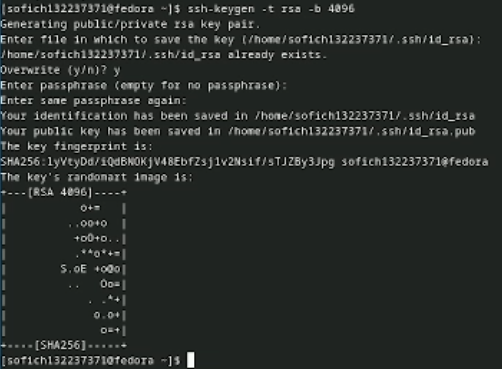 [sofich132237371@fedora ~]$ ssh-keygen -t rsa -b 4096
Generating public/private rsa key pair.
Enter file in which to save the key (/home/sofich132237371/.ssh/id_rsa):
/home/sofich132237371/.ssh/id_rsa already exists.
Overwrite (y/n)? y
Enter passphrase (empty for no passphrase):
Enter same passphrase again:
Your identification has been saved in /home/sofich132237371/.ssh/id_rsa
Your public key has been saved in /home/sofich132237371/.ssh/id_rsa.pub
The key fingerprint is:
SHA256:1yVtyDd/iQdBNOKjV48EbfZsj1v2Nsif/sTJZBy3Jpg sofich132237371@fedora
The key's randomart image is:
+---[RSA 4096]----+
|            o+=  |
|          ..oo+o |
|           +oO+o..|
|           .**o*+=|
|        S.oE +o@o|
|         ..   Oo=|
|            . .*+|
|             o.o+|
|              o=+|
+----[SHA256]-----+
[sofich132237371@fedora ~]$